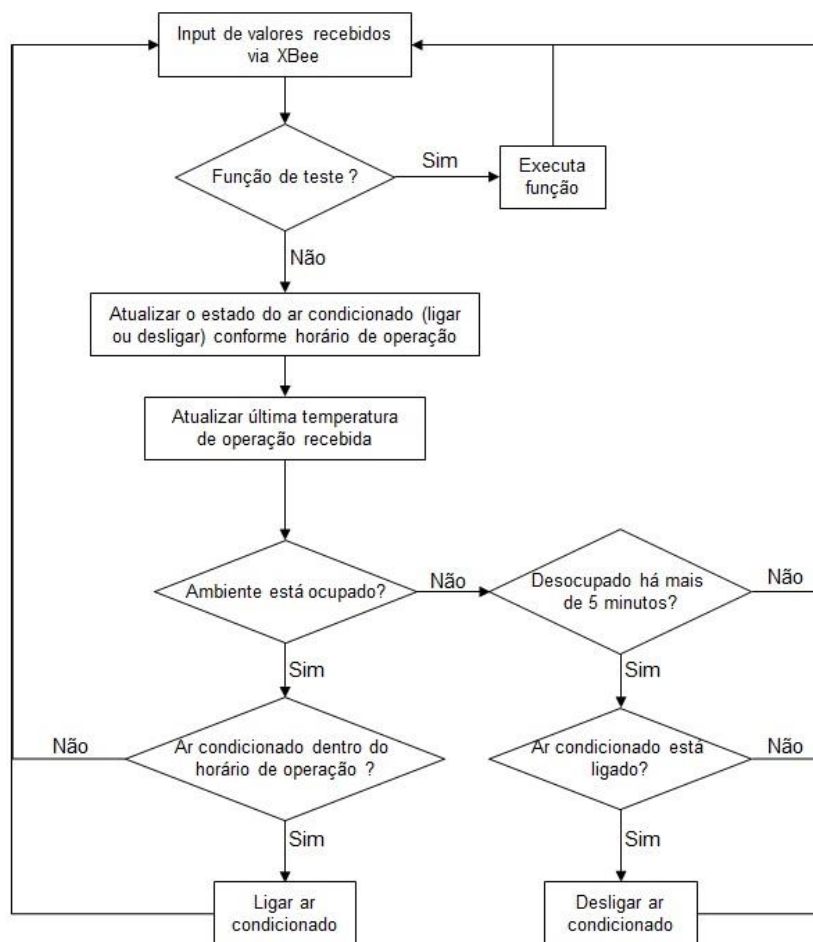 Input de valores recebidos
via XBee
Função de teste ?
Sim
Executa
função
Não
Atualizar o estado do ar condicionado (ligar
ou desligar) conforme horário de operação
Atualizar última temperatura
de operação recebida
Ambiente está ocupado?
Não
Desocupado há mais
de 5 minutos?
Não
Sim
Sim
Não
Ar condicionado dentro do
horário de operação ?
Ar condicionado está
ligado?
Não
Sim
Sim
Ligar ar
condicionado
Desligar ar
condicionado